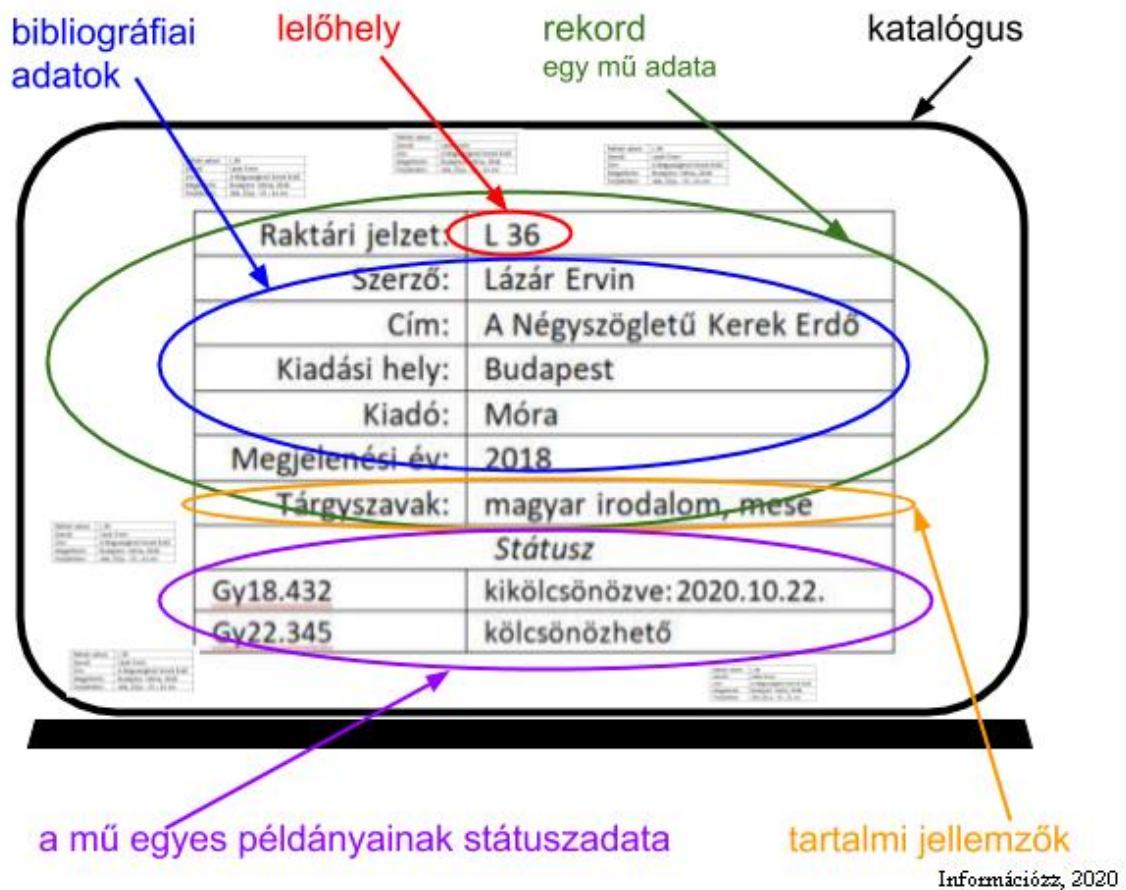 bibliográfiai
adatok
lelőhely
rekord
egy mű adata
katalógus
Raktári jelzet: L 36
Szerző: Lázár Ervin
Cím: A Négyszögletű Kerek Erdő
Kiadási hely: Budapest
Kiadó: Móra
Megjelenési év: 2018
Tárgyszavak: magyar irodalom, mese
Státusz
Gy18.432 kikölcsönözve: 2020.10.22.
Gy22.345 kölcsönözhető
a mű egyes példányainak státuszadata
tartalmi jellemzők
Információzz, 2020